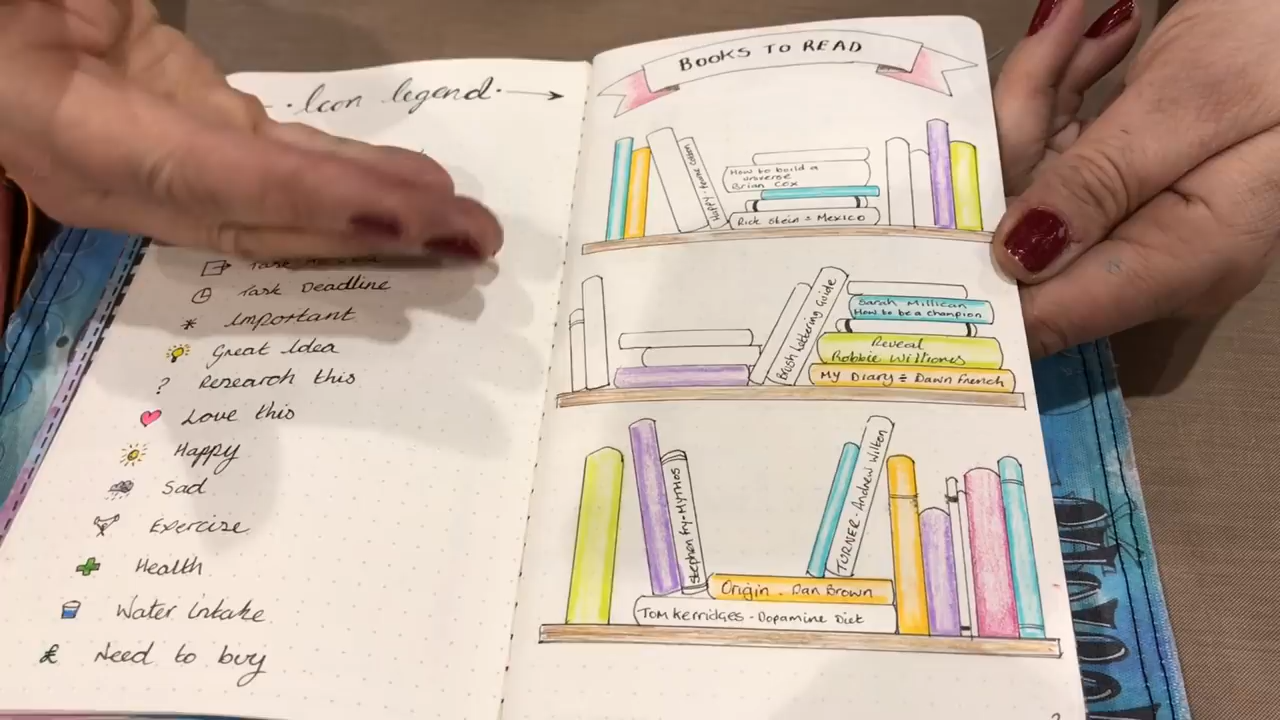 Icon legend
Task Deadline
* Important
Great Idea
? Research this
Love this
Happy
Sad
Exercise
Health
Water intake
£ Need to buy
BOOKS TO READ
Happy - Fearne Cotton
How to build a
universe
Brian Cox
Rick Stein = Mexico
Brush Lettering Guide
Sarah Millican
How to be a champion
Reveal
Robbie Williams
My Diary = Dawn French
Stephen Fry - MYTHOS
TURNER - Andrew Wilton
Origin . Dan Brown
TOM Kerridges - Dopamine Diet